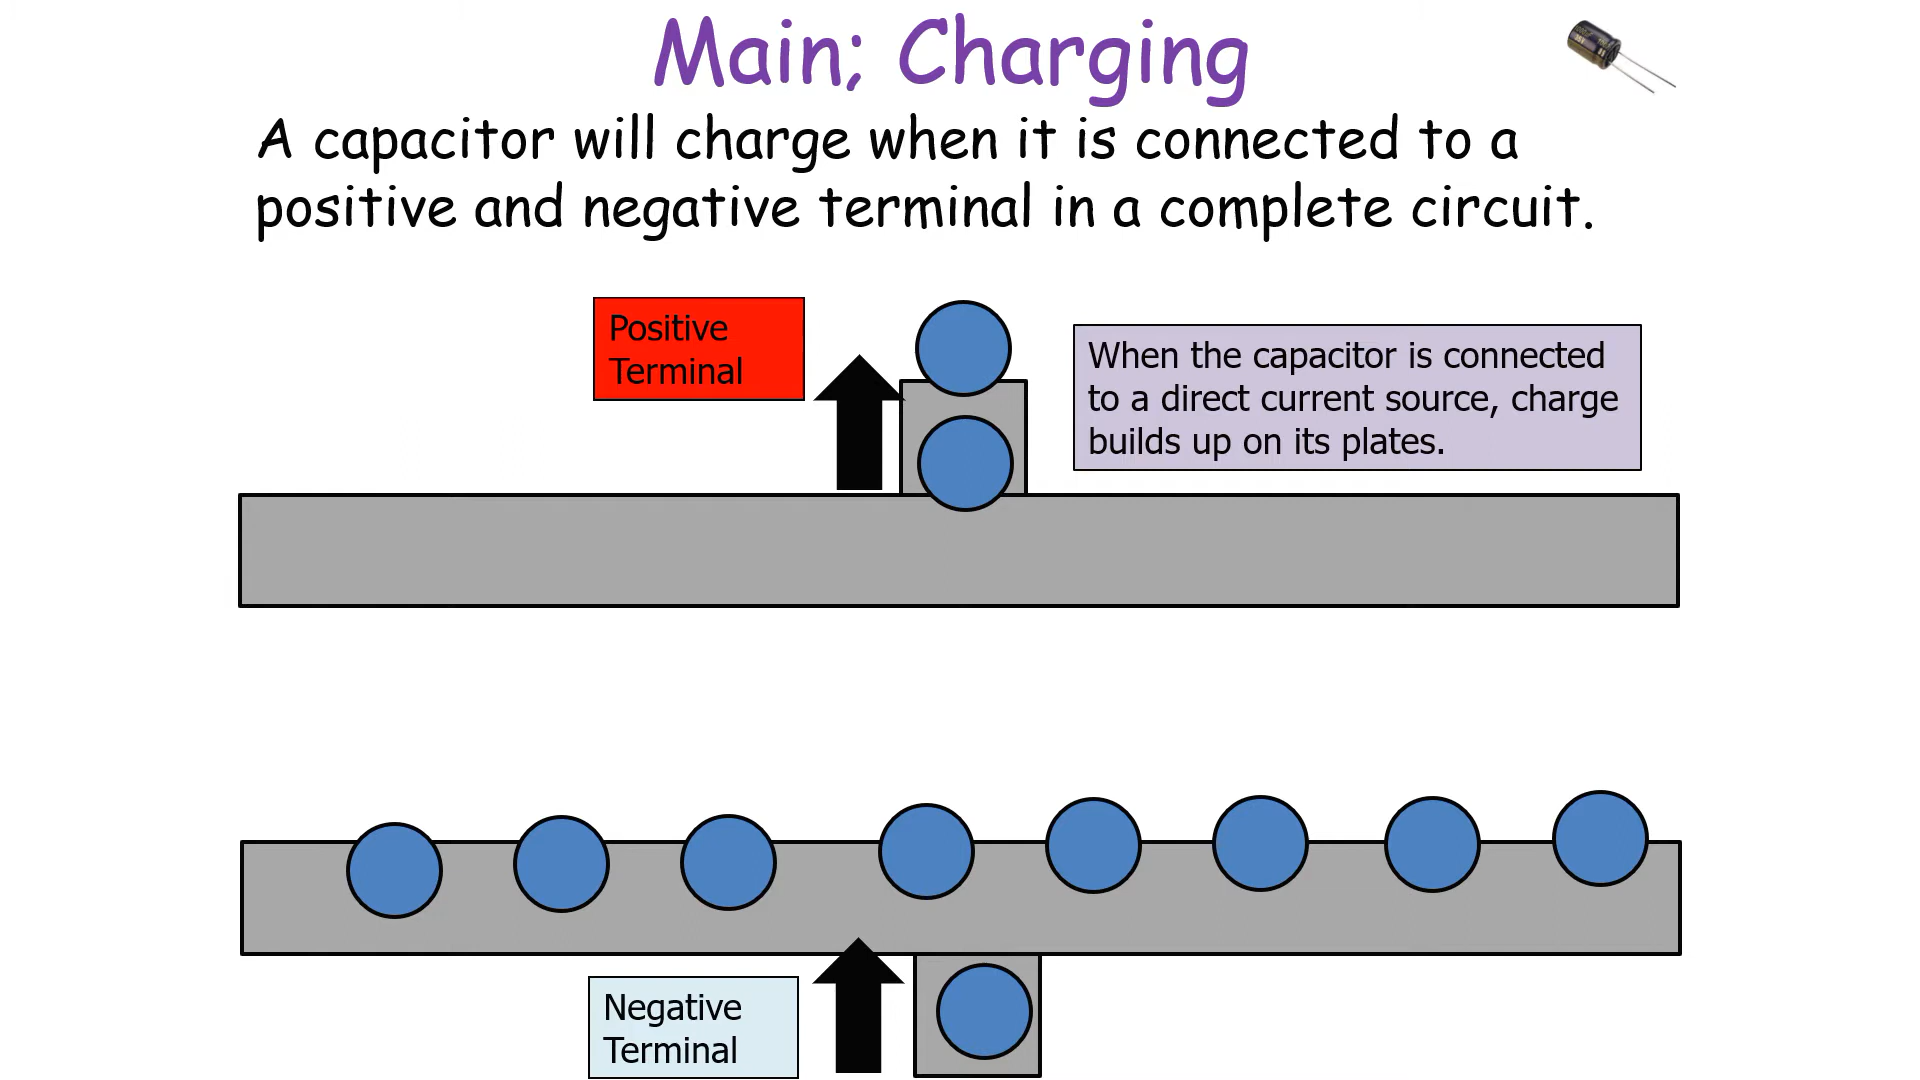 Main; Charging
A capacitor will charge when it is connected to a
positive and negative terminal in a complete circuit.
Positive
Terminal
When the capacitor is connected
to a direct current source, charge
builds up on its plates.
Negative
Terminal